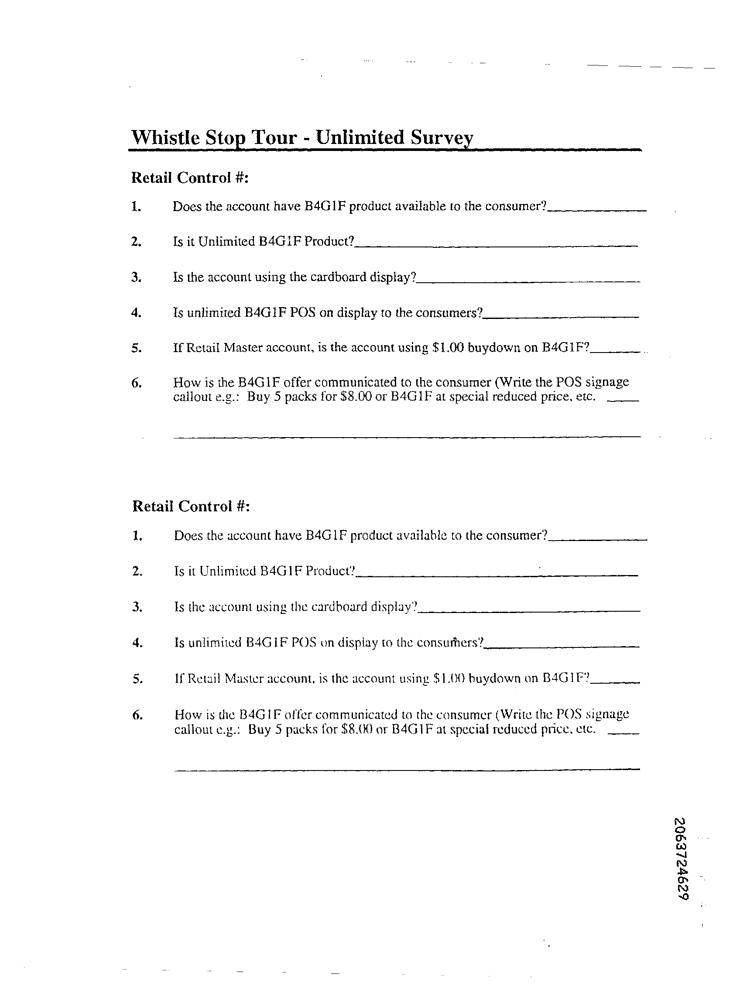 Whistle Stop Tour - Unlimited Survey
Retail Control #:
1. Does the account have B4G1F product available to the consumer?
2. Is it Unlimited B4G1F Product?
3. Is the account using the cardboard display?
4. Is unlimited B4G1F POS on display to the consumers?
5. If Retail Master account, is the account using $1.00 buydown on B4G1F?
6. How is the B4G1F offer communicated to the consumer (Write the POS signage
callout e.g.: Buy 5 packs for $8.00 or B4G1F at special reduced price, etc.
Retail Control #:
1. Does the account have B4G1F product available to the consumer?
2. Is it Unlimited B4G1F Product?
3. Is the account using the cardboard display?
4. Is unlimited B4G1F POS on display to the consumers?
5. If Retail Master account, is the account using $1.00 buydown on B4G1F?
6. How is the B4G1F offer communicated to the consumer (Write the POS signage
callout e.g.: Buy 5 packs for $8.00 or B4G1F at special reduced price, etc.
2063724629